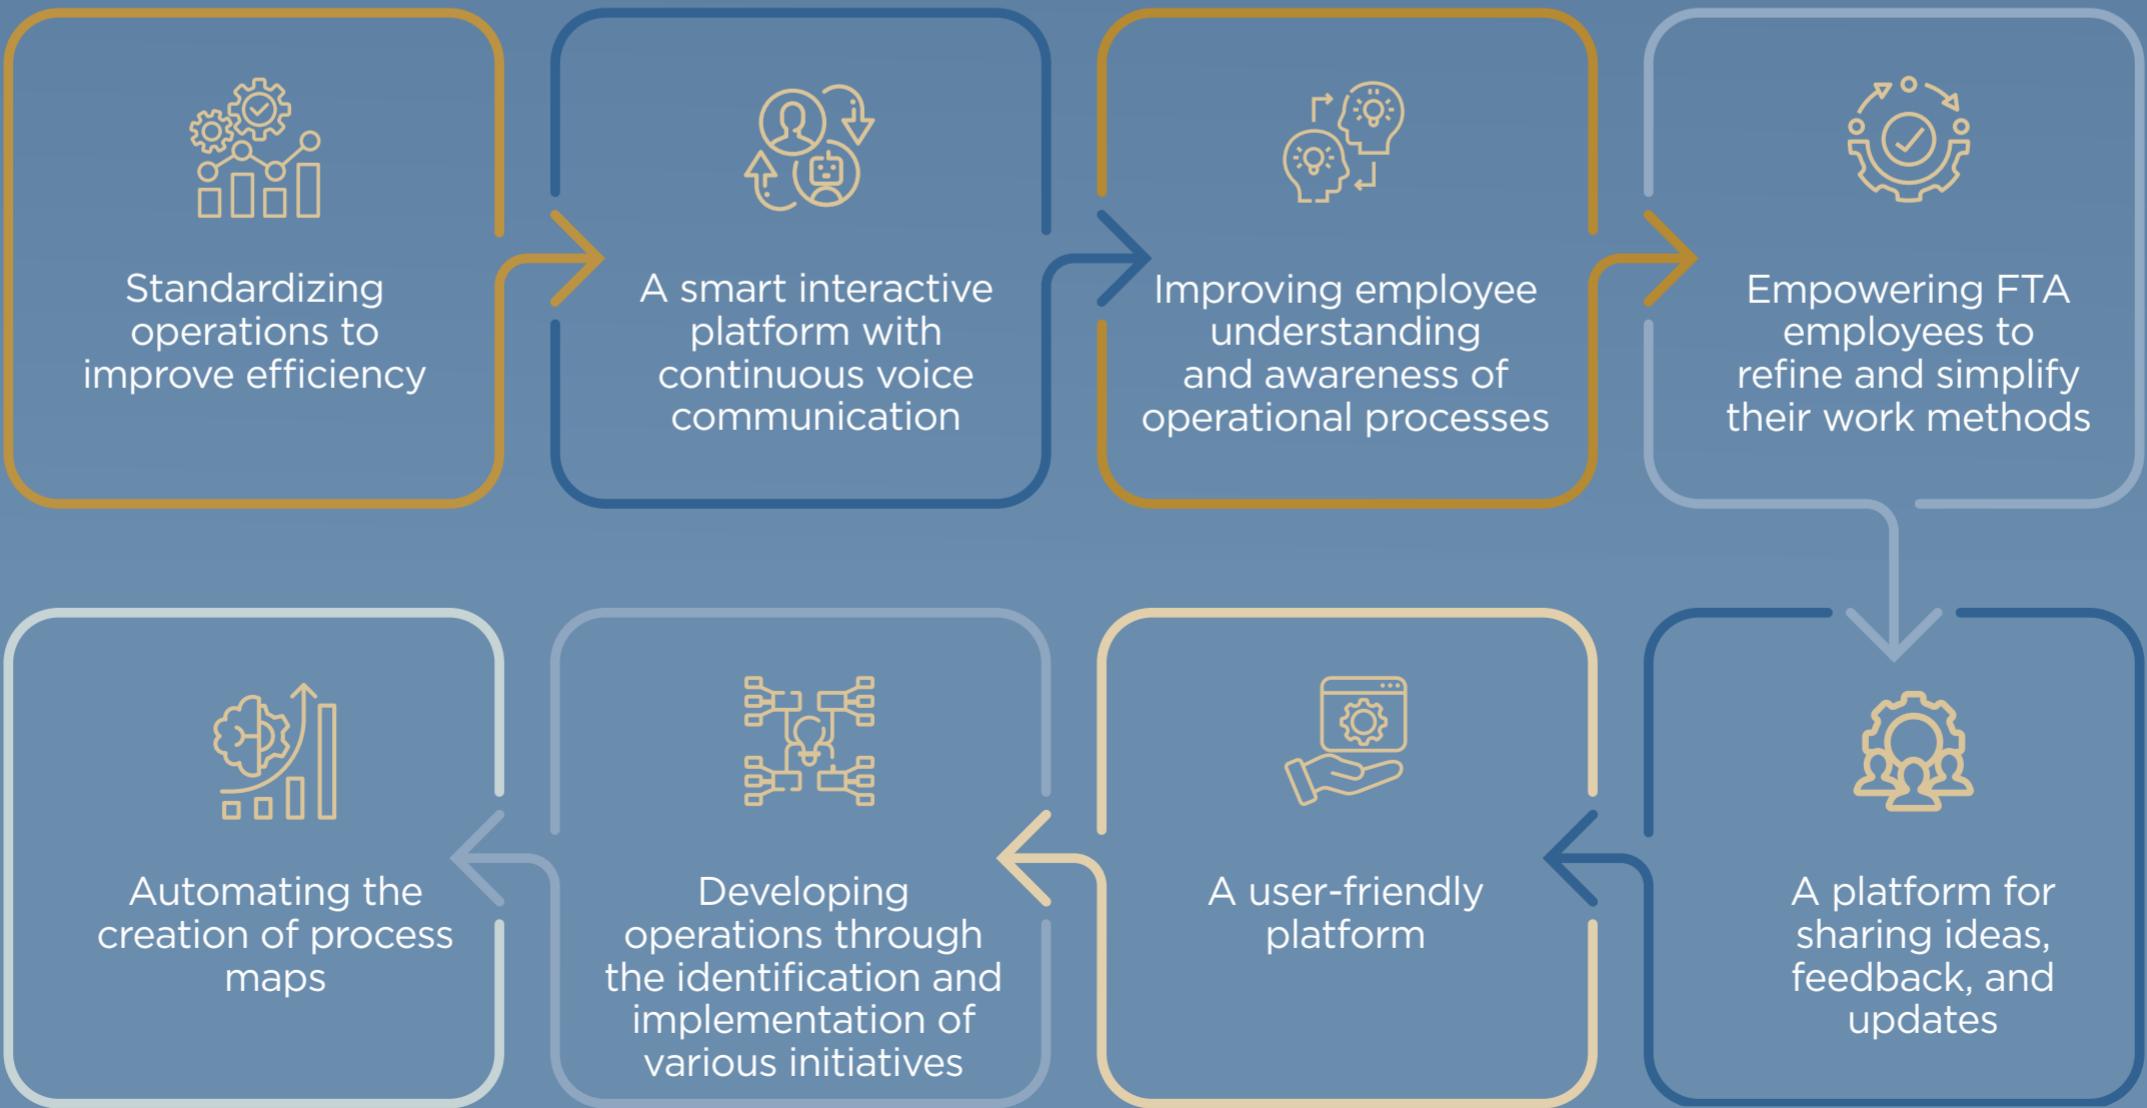 Standardizing
operations to
improve efficiency
A smart interactive
platform with
continuous voice
communication
Improving employee
understanding
and awareness of
operational processes
Empowering FTA
employees to
refine and simplify
their work methods
A platform for
sharing ideas,
feedback, and
updates
A user-friendly
platform
Developing
operations through
the identification and
implementation of
various initiatives
Automating the
creation of process
maps